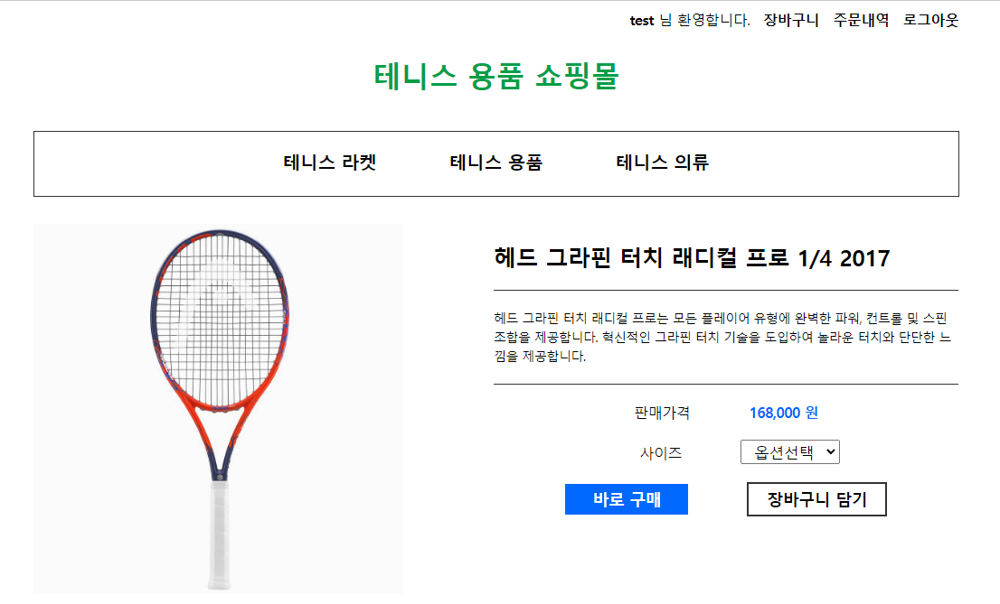 test 님 환영합니다. 장바구니 주문내역 로그아웃
테니스 용품 쇼핑몰
테니스 라켓 테니스 용품 테니스 의류
헤드 그라핀 터치 래디컬 프로 1/4 2017
헤드 그라핀 터치 래디컬 프로는 모든 플레이어 유형에 완벽한 파워, 컨트롤 및 스핀
조합을 제공합니다. 혁신적인 그라핀 터치 기술을 도입하여 놀라운 터치와 단단한 느
낌을 제공합니다.
판매가격 168,000 원
사이즈 옵션선택
바로 구매 장바구니 담기